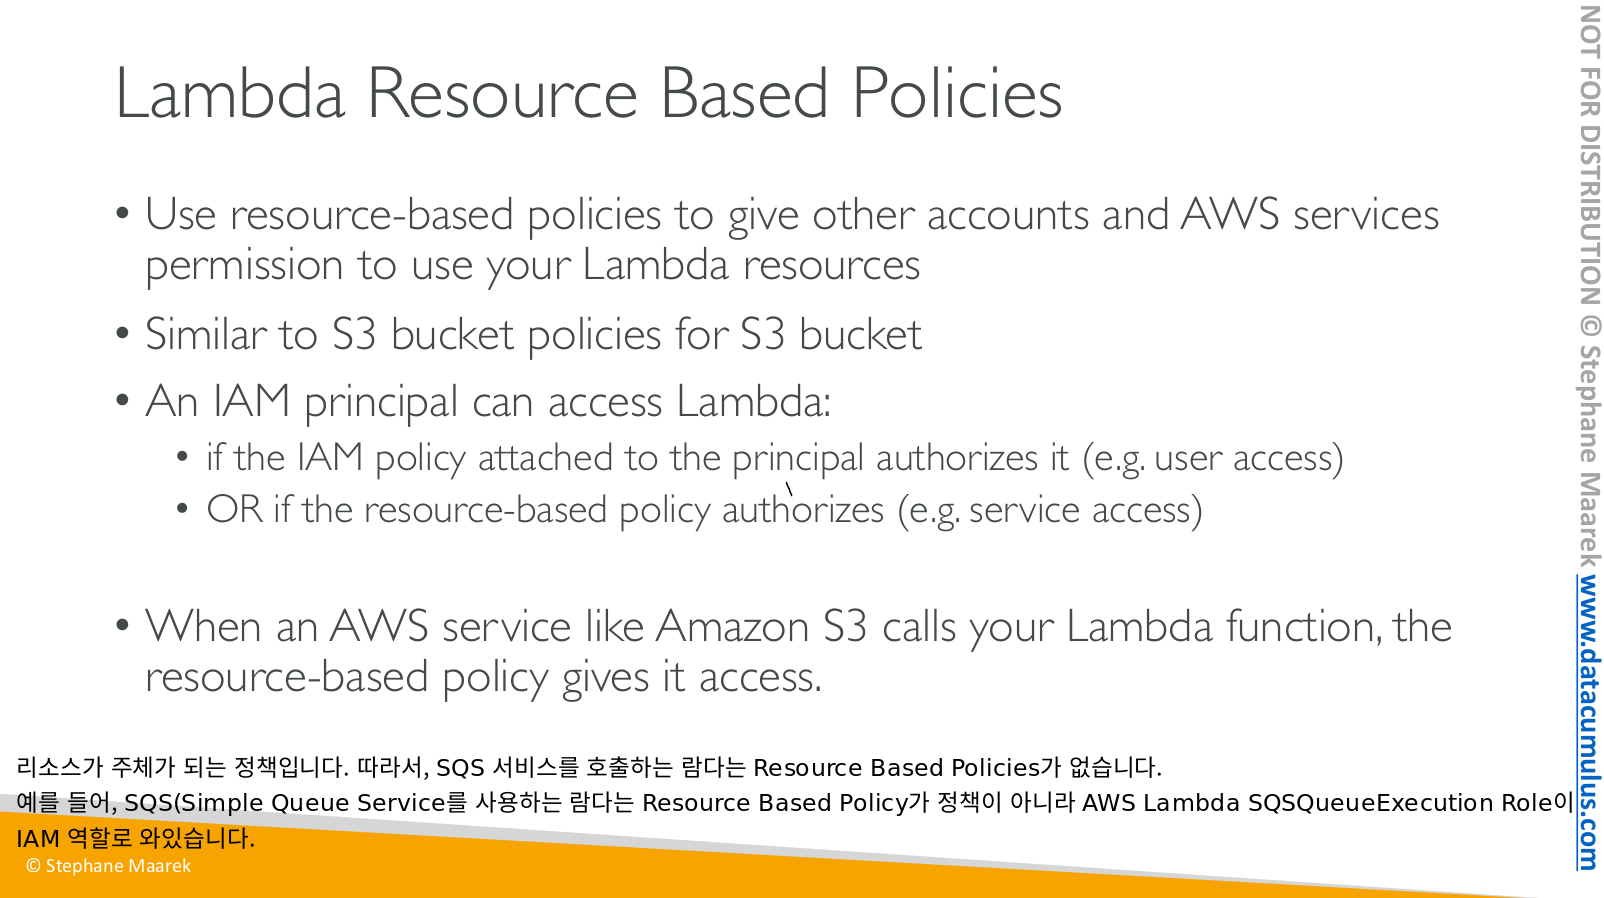 Lambda Resource Based Policies
• Use resource-based policies to give other accounts and AWS services
permission to use your Lambda resources
• Similar to S3 bucket policies for S3 bucket
• An IAM principal can access Lambda:
• if the IAM policy attached to the principal authorizes it (e.g. user access)
• OR if the resource-based policy authorizes (e.g. service access)
• When an AWS service like Amazon S3 calls your Lambda function, the
resource-based policy gives it access.
리소스가 주체가 되는 정책입니다. 따라서, SQS 서비스를 호출하는 람다는 Resource Based Policies가 없습니다.
예를 들어, SQS(Simple Queue Service를 사용하는 람다는 Resource Based Policy가 정책이 아니라 AWS Lambda SQSQueueExecution Role이
IAM 역할로 와있습니다.
© Stephane Maarek
NOT FOR DISTRIBUTION © Stephane Maarek www.datacumulus.com